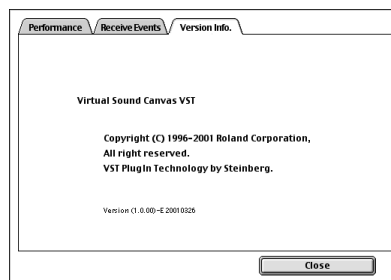 Performance
Receive Events
Version Info.
Virtual Sound Canvas VST
Copyright (C) 1996-2001 Roland Corporation,
All right reserved.
VST PlugIn Technology by Steinberg.
Version (1.0.00)-E 20010326
Close